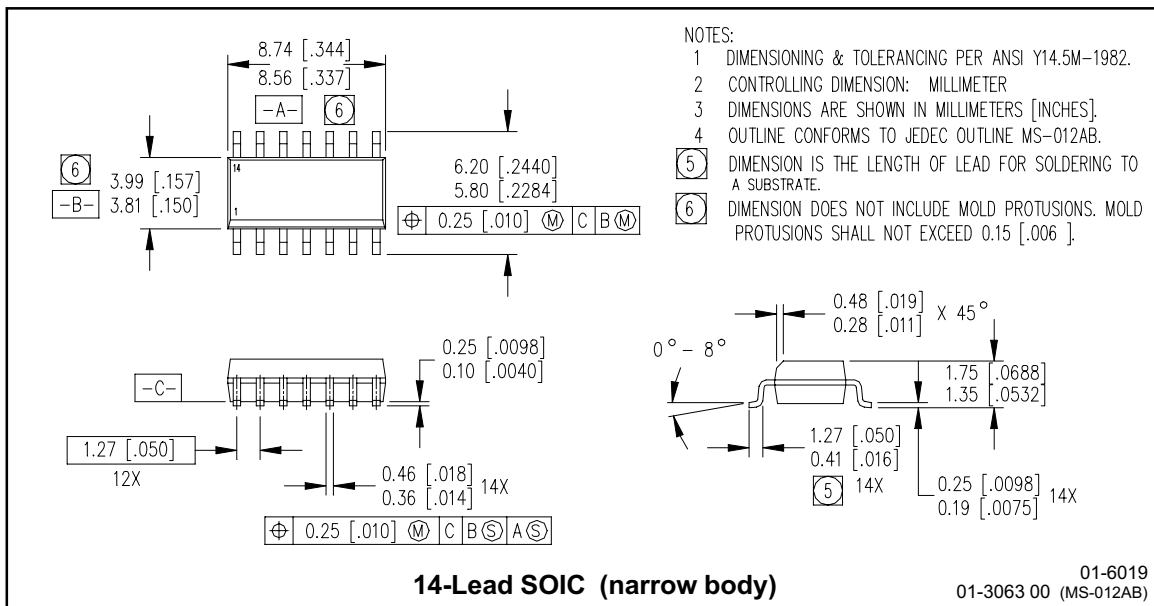 8.74 [.344]
8.56 [.337]
-A- 6
14
1
6
-B-
3.99 [.157]
3.81 [.150]
6.20 [.2440]
5.80 [.2284]
⌖ 0.25 [.010] Ⓜ C B Ⓜ
NOTES:
1 DIMENSIONING & TOLERANCING PER ANSI Y14.5M-1982.
2 CONTROLLING DIMENSION: MILLIMETER
3 DIMENSIONS ARE SHOWN IN MILLIMETERS [INCHES].
4 OUTLINE CONFORMS TO JEDEC OUTLINE MS-012AB.
5 DIMENSION IS THE LENGTH OF LEAD FOR SOLDERING TO
A SUBSTRATE.
6 DIMENSION DOES NOT INCLUDE MOLD PROTUSIONS. MOLD
PROTUSIONS SHALL NOT EXCEED 0.15 [.006 ].
-C-
0.25 [.0098]
0.10 [.0040]
1.27 [.050]
12X
0.46 [.018]
0.36 [.014] 14X
⌖ 0.25 [.010] Ⓜ C B Ⓢ A Ⓢ
0.48 [.019]
0.28 [.011] X 45°
0°- 8°
1.75 [.0688]
1.35 [.0532]
1.27 [.050]
0.41 [.016]
5 14X
0.25 [.0098]
0.19 [.0075] 14X
14-Lead SOIC (narrow body)
01-6019
01-3063 00 (MS-012AB)